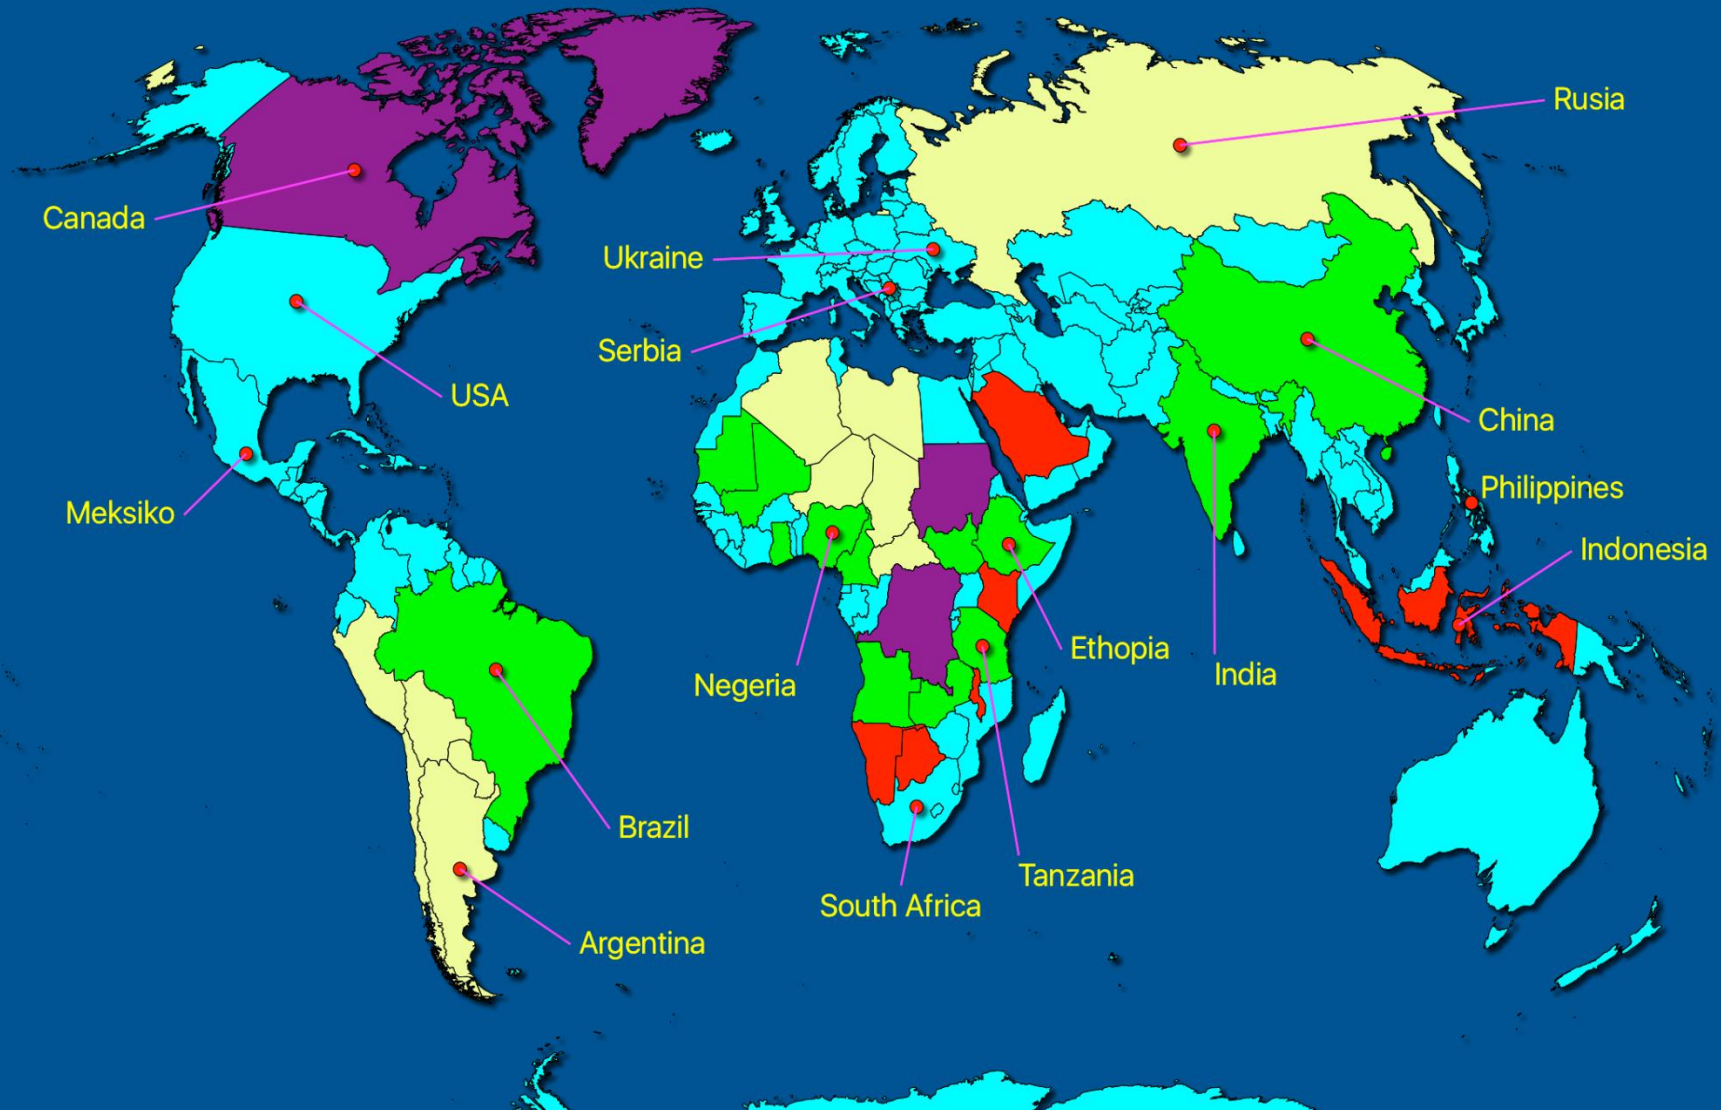 Rusia
Canada
Ukraine
Serbia
USA
China
Philippines
Meksiko
Indonesia
Ethopia
India
Negeria
Brazil
Tanzania
South Africa
Argentina